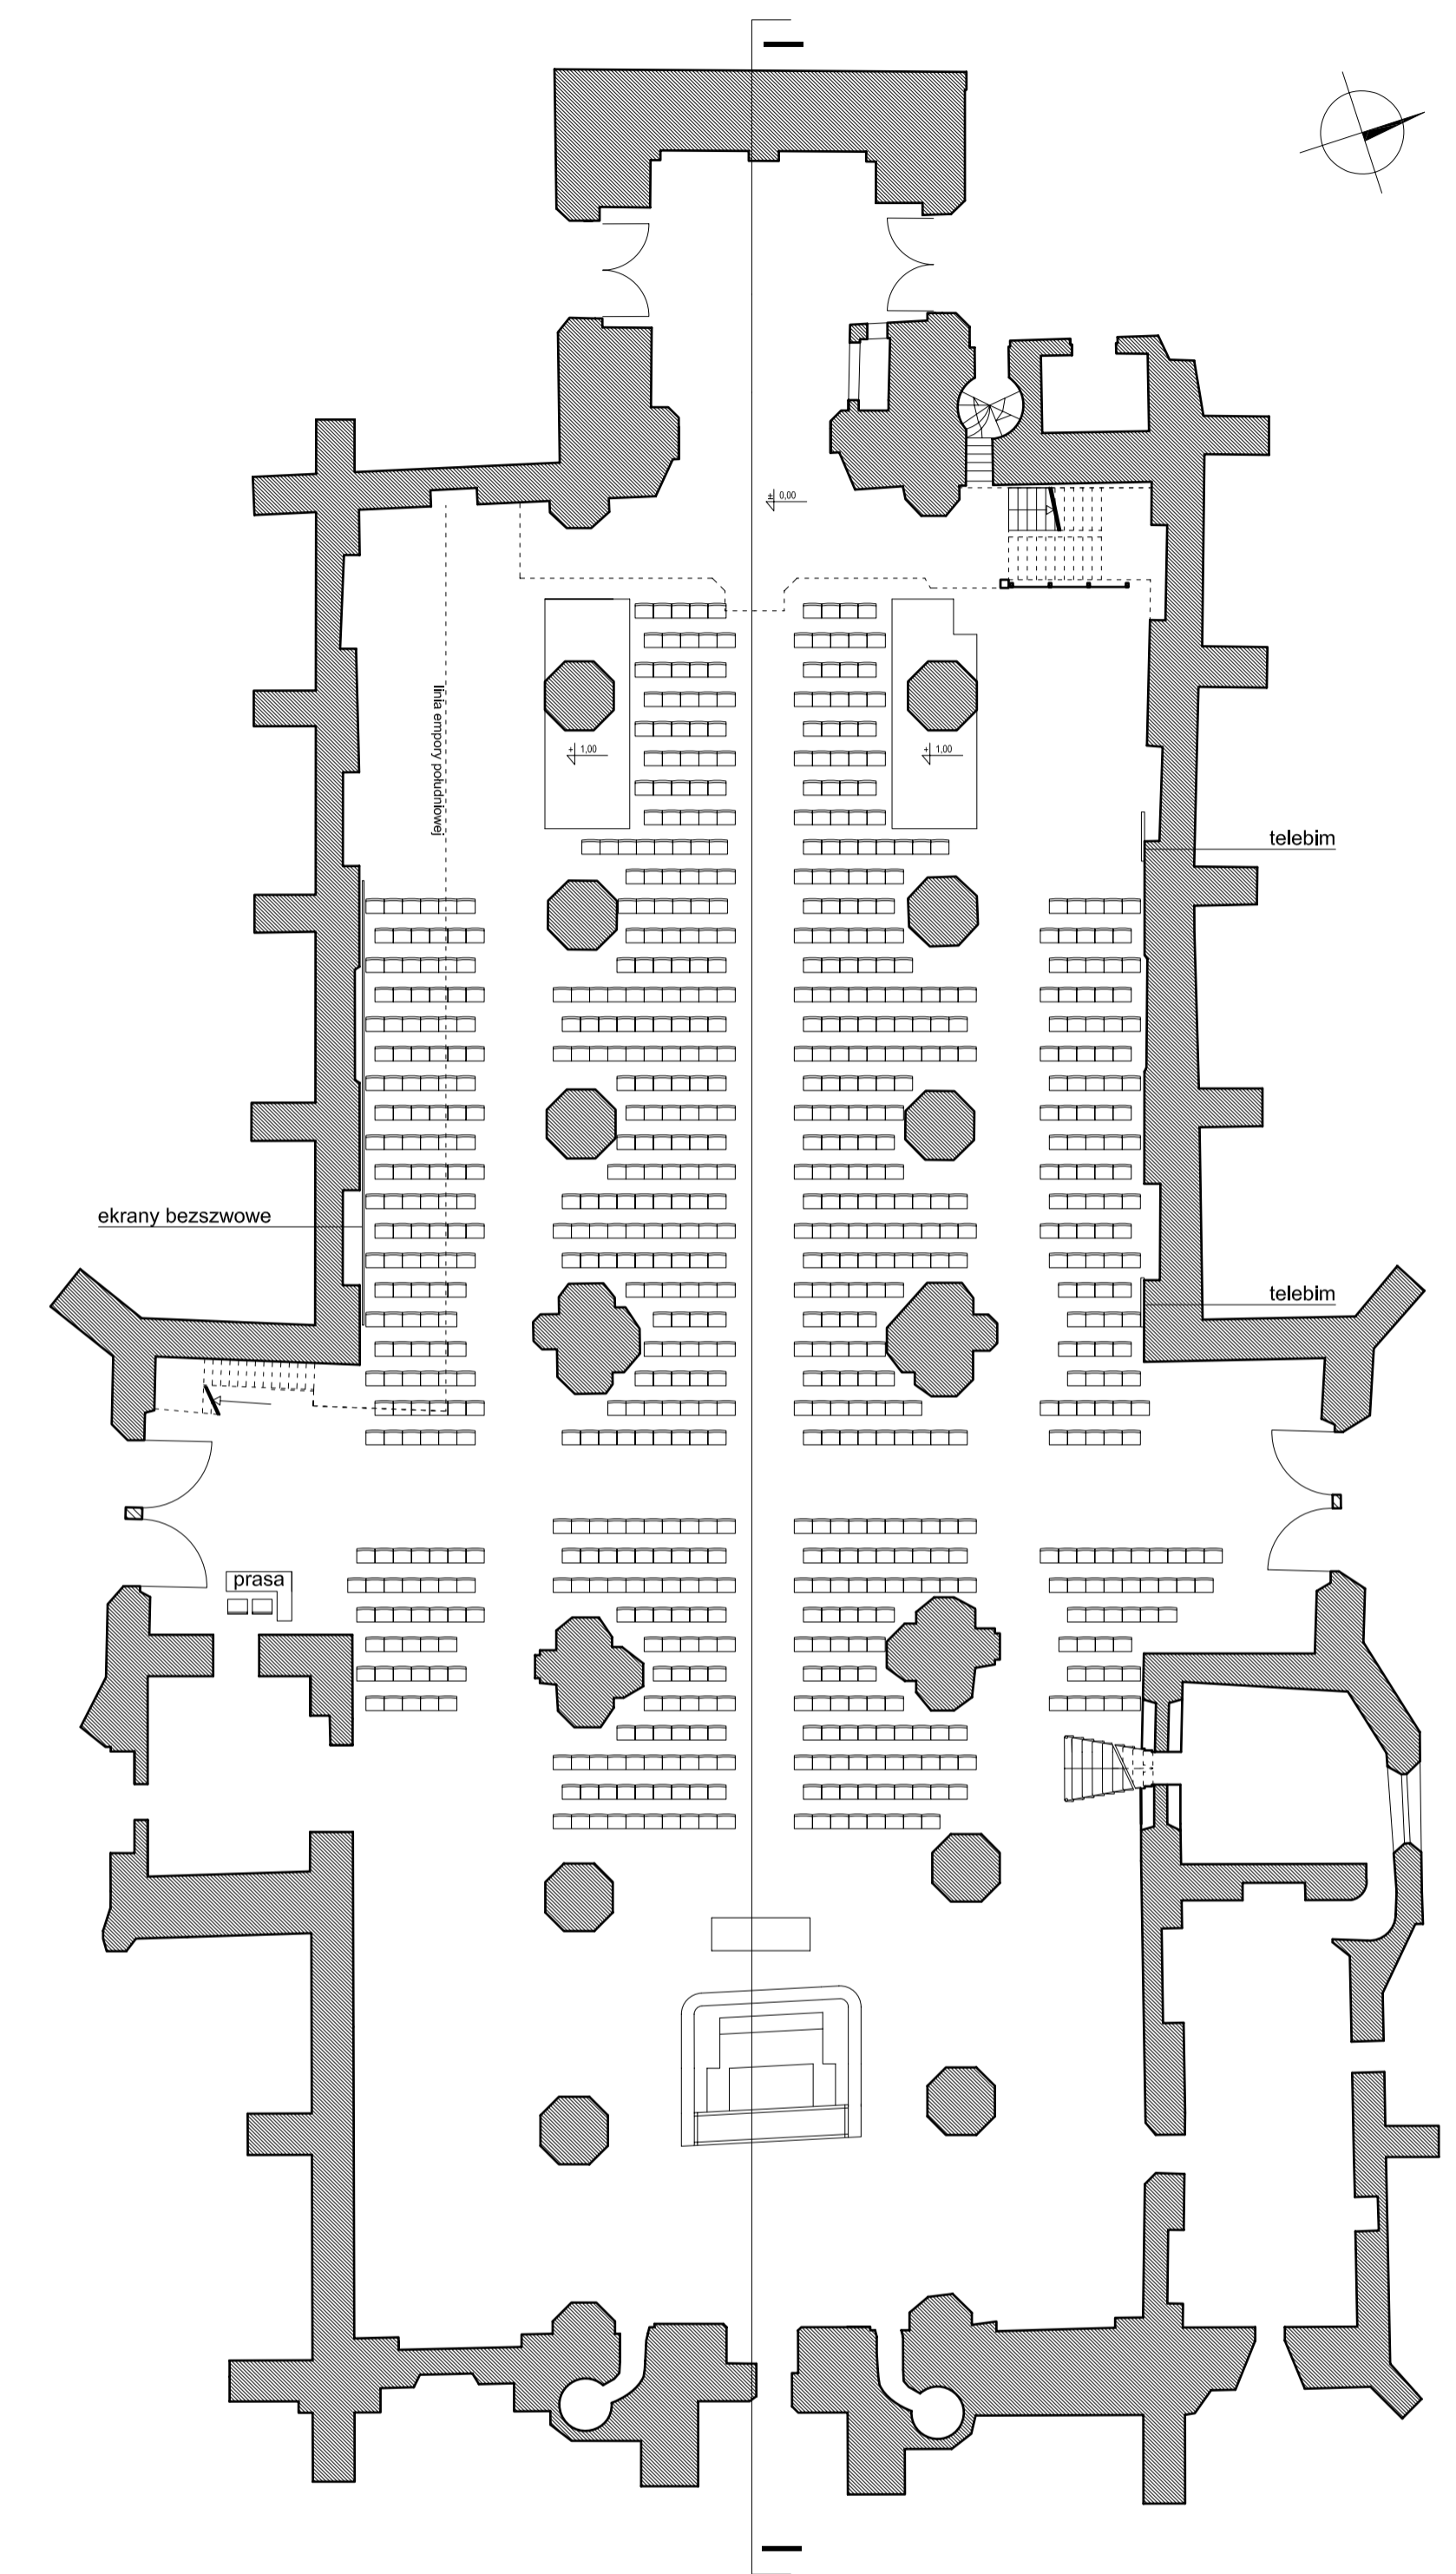 ± 0,00
linia empory południowej
+ 1,00
+ 1,00
telebim
ekrany bezszwowe
telebim
prasa